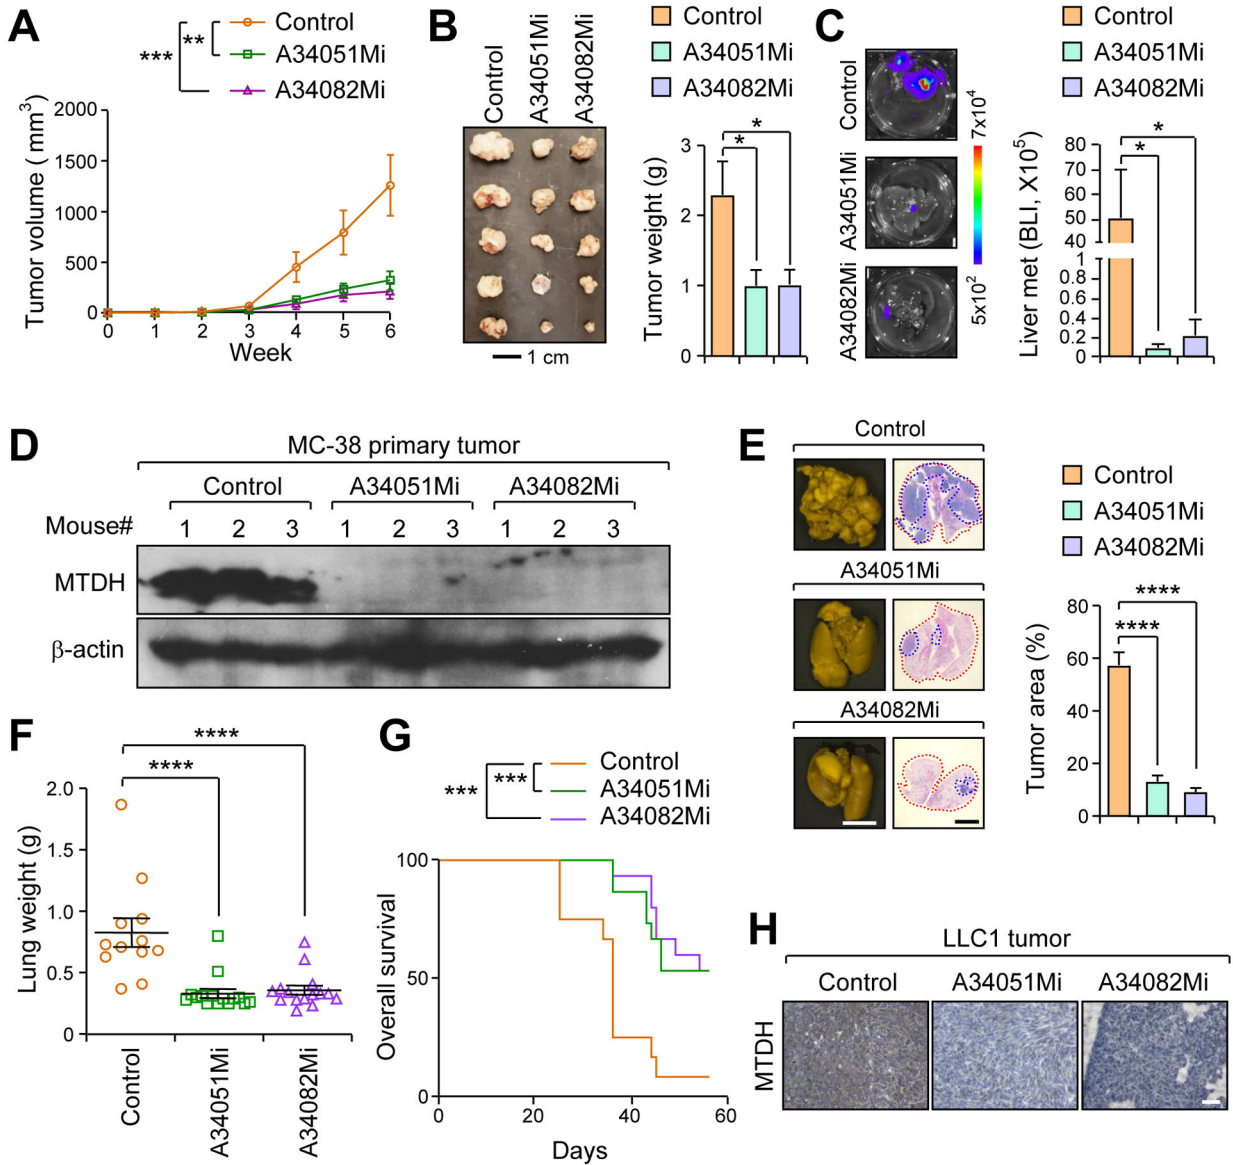 A
***
**
Control
A34051Mi
A34082Mi
Tumor volume ( mm³)
2000
1500
1000
500
0
0 1 2 3 4 5 6
Week
B
Control
A34051Mi
A34082Mi
1 cm
Control
A34051Mi
A34082Mi
Tumor weight (g)
*
*
3
2
1
0
C
Control
A34051Mi
A34082Mi
7x10⁴
5x10²
Control
A34051Mi
A34082Mi
Liver met (BLI, X10⁵)
*
*
80
70
60
50
40
1
0.8
0.6
0.4
0.2
0
D
MC-38 primary tumor
Control A34051Mi A34082Mi
Mouse# 1 2 3 1 2 3 1 2 3
MTDH
β-actin
E
Control
A34051Mi
A34082Mi
Control
A34051Mi
A34082Mi
Tumor area (%)
****
****
80
60
40
20
0
F
****
****
Lung weight (g)
2.0
1.5
1.0
0.5
0
Control
A34051Mi
A34082Mi
G
***
***
Control
A34051Mi
A34082Mi
Overall survival
100
50
0
0 20 40 60
Days
H
LLC1 tumor
Control A34051Mi A34082Mi
MTDH